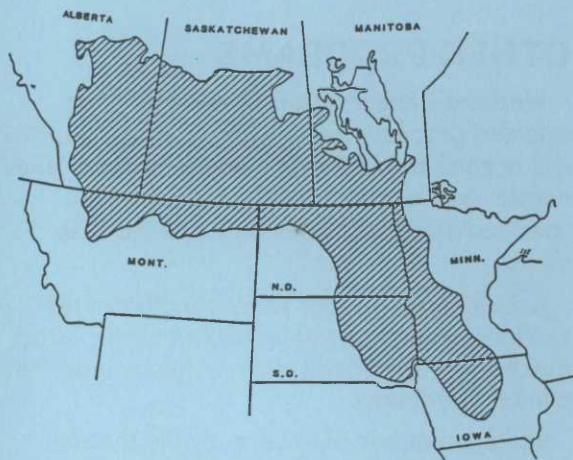 ALBERTA
SASKATCHEWAN
MANITOBA
MONT.
MINN.
N.D.
S.D.
IOWA